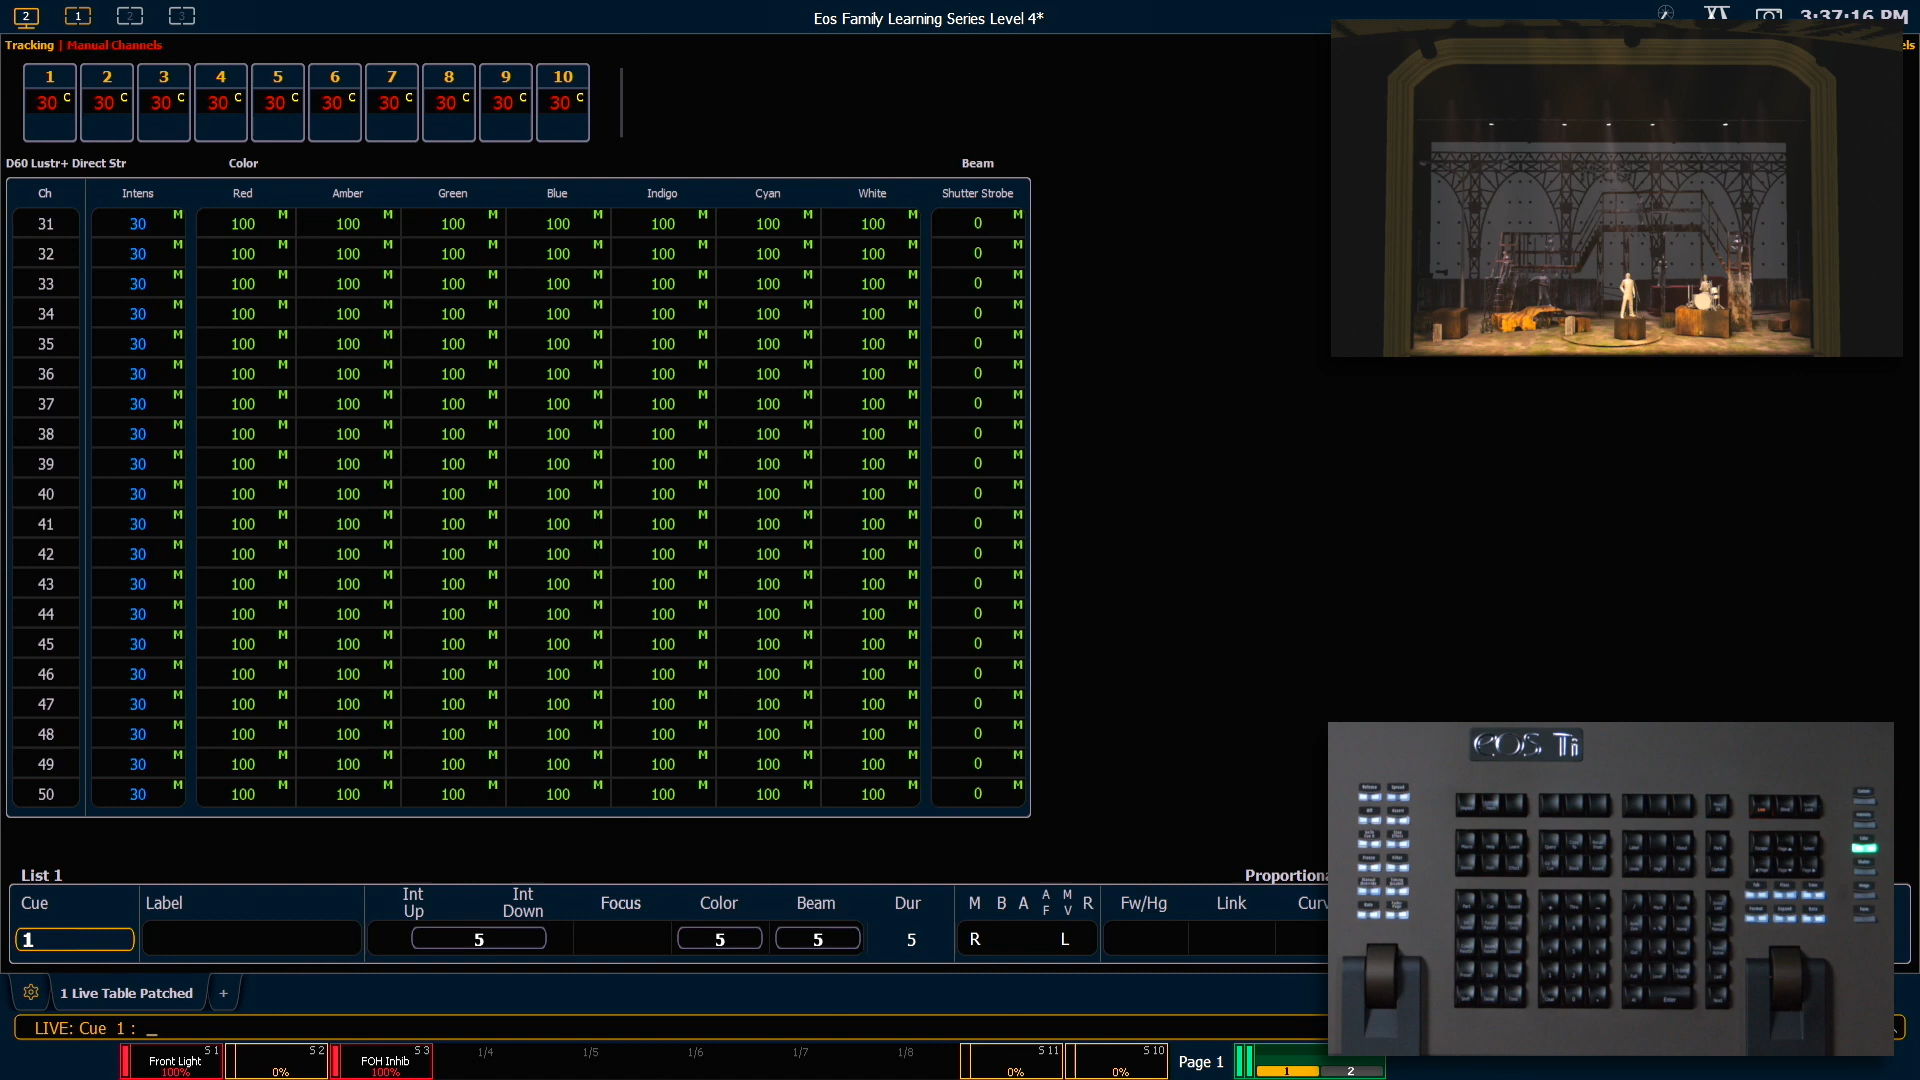 2 1 2 3 Eos Family Learning Series Level 4* 3:37:16 PM
Tracking | Manual Channels
1 2 3 4 5 6 7 8 9 10
30 C 30 C 30 C 30 C 30 C 30 C 30 C 30 C 30 C 30 C
D60 Lustr+ Direct Str Color Beam
Ch Intens Red Amber Green Blue Indigo Cyan White Shutter Strobe
31 30 M 100 M 100 M 100 M 100 M 100 M 100 M 100 M 0 M
32 30 M 100 M 100 M 100 M 100 M 100 M 100 M 100 M 0 M
33 30 M 100 M 100 M 100 M 100 M 100 M 100 M 100 M 0 M
34 30 M 100 M 100 M 100 M 100 M 100 M 100 M 100 M 0 M
35 30 M 100 M 100 M 100 M 100 M 100 M 100 M 100 M 0 M
36 30 M 100 M 100 M 100 M 100 M 100 M 100 M 100 M 0 M
37 30 M 100 M 100 M 100 M 100 M 100 M 100 M 100 M 0 M
38 30 M 100 M 100 M 100 M 100 M 100 M 100 M 100 M 0 M
39 30 M 100 M 100 M 100 M 100 M 100 M 100 M 100 M 0 M
40 30 M 100 M 100 M 100 M 100 M 100 M 100 M 100 M 0 M
41 30 M 100 M 100 M 100 M 100 M 100 M 100 M 100 M 0 M
42 30 M 100 M 100 M 100 M 100 M 100 M 100 M 100 M 0 M
43 30 M 100 M 100 M 100 M 100 M 100 M 100 M 100 M 0 M
44 30 M 100 M 100 M 100 M 100 M 100 M 100 M 100 M 0 M
45 30 M 100 M 100 M 100 M 100 M 100 M 100 M 100 M 0 M
46 30 M 100 M 100 M 100 M 100 M 100 M 100 M 100 M 0 M
47 30 M 100 M 100 M 100 M 100 M 100 M 100 M 100 M 0 M
48 30 M 100 M 100 M 100 M 100 M 100 M 100 M 100 M 0 M
49 30 M 100 M 100 M 100 M 100 M 100 M 100 M 100 M 0 M
50 30 M 100 M 100 M 100 M 100 M 100 M 100 M 100 M 0 M
eos Ti
List 1 Proportiona
Cue Label Int Up Int Down Focus Color Beam Dur M B A AF MV R Fw/Hg Link Curv
1 5 5 5 5 R L
1 Live Table Patched +
LIVE: Cue 1 : _
Front Light S 1 100% S 2 0% FOH Inhib S 3 100% 1/4 1/5 1/6 1/7 1/8 S 11 0% S 10 0% Page 1 1 2